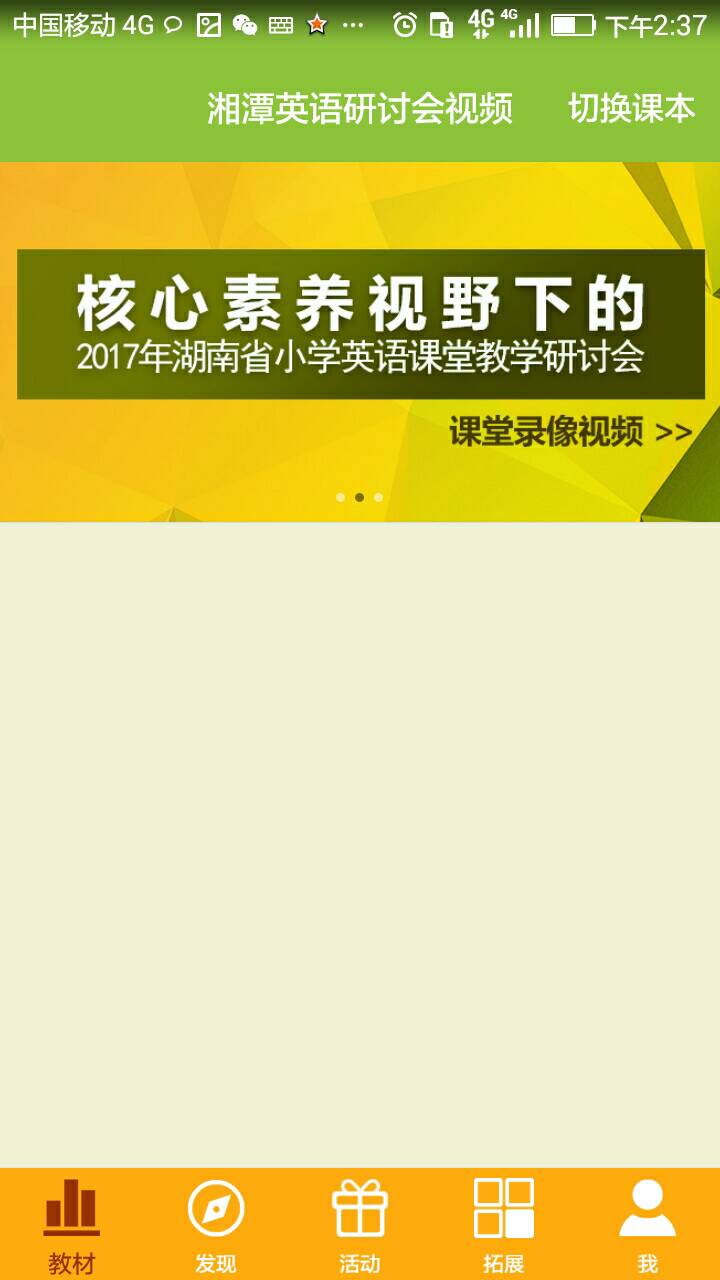 中国移动 4G 4G 4G 下午2:37
湘潭英语研讨会视频 切换课本
核心素养视野下的
2017年湖南省小学英语课堂教学研讨会
课堂录像视频 >>
教材 发现 活动 拓展 我